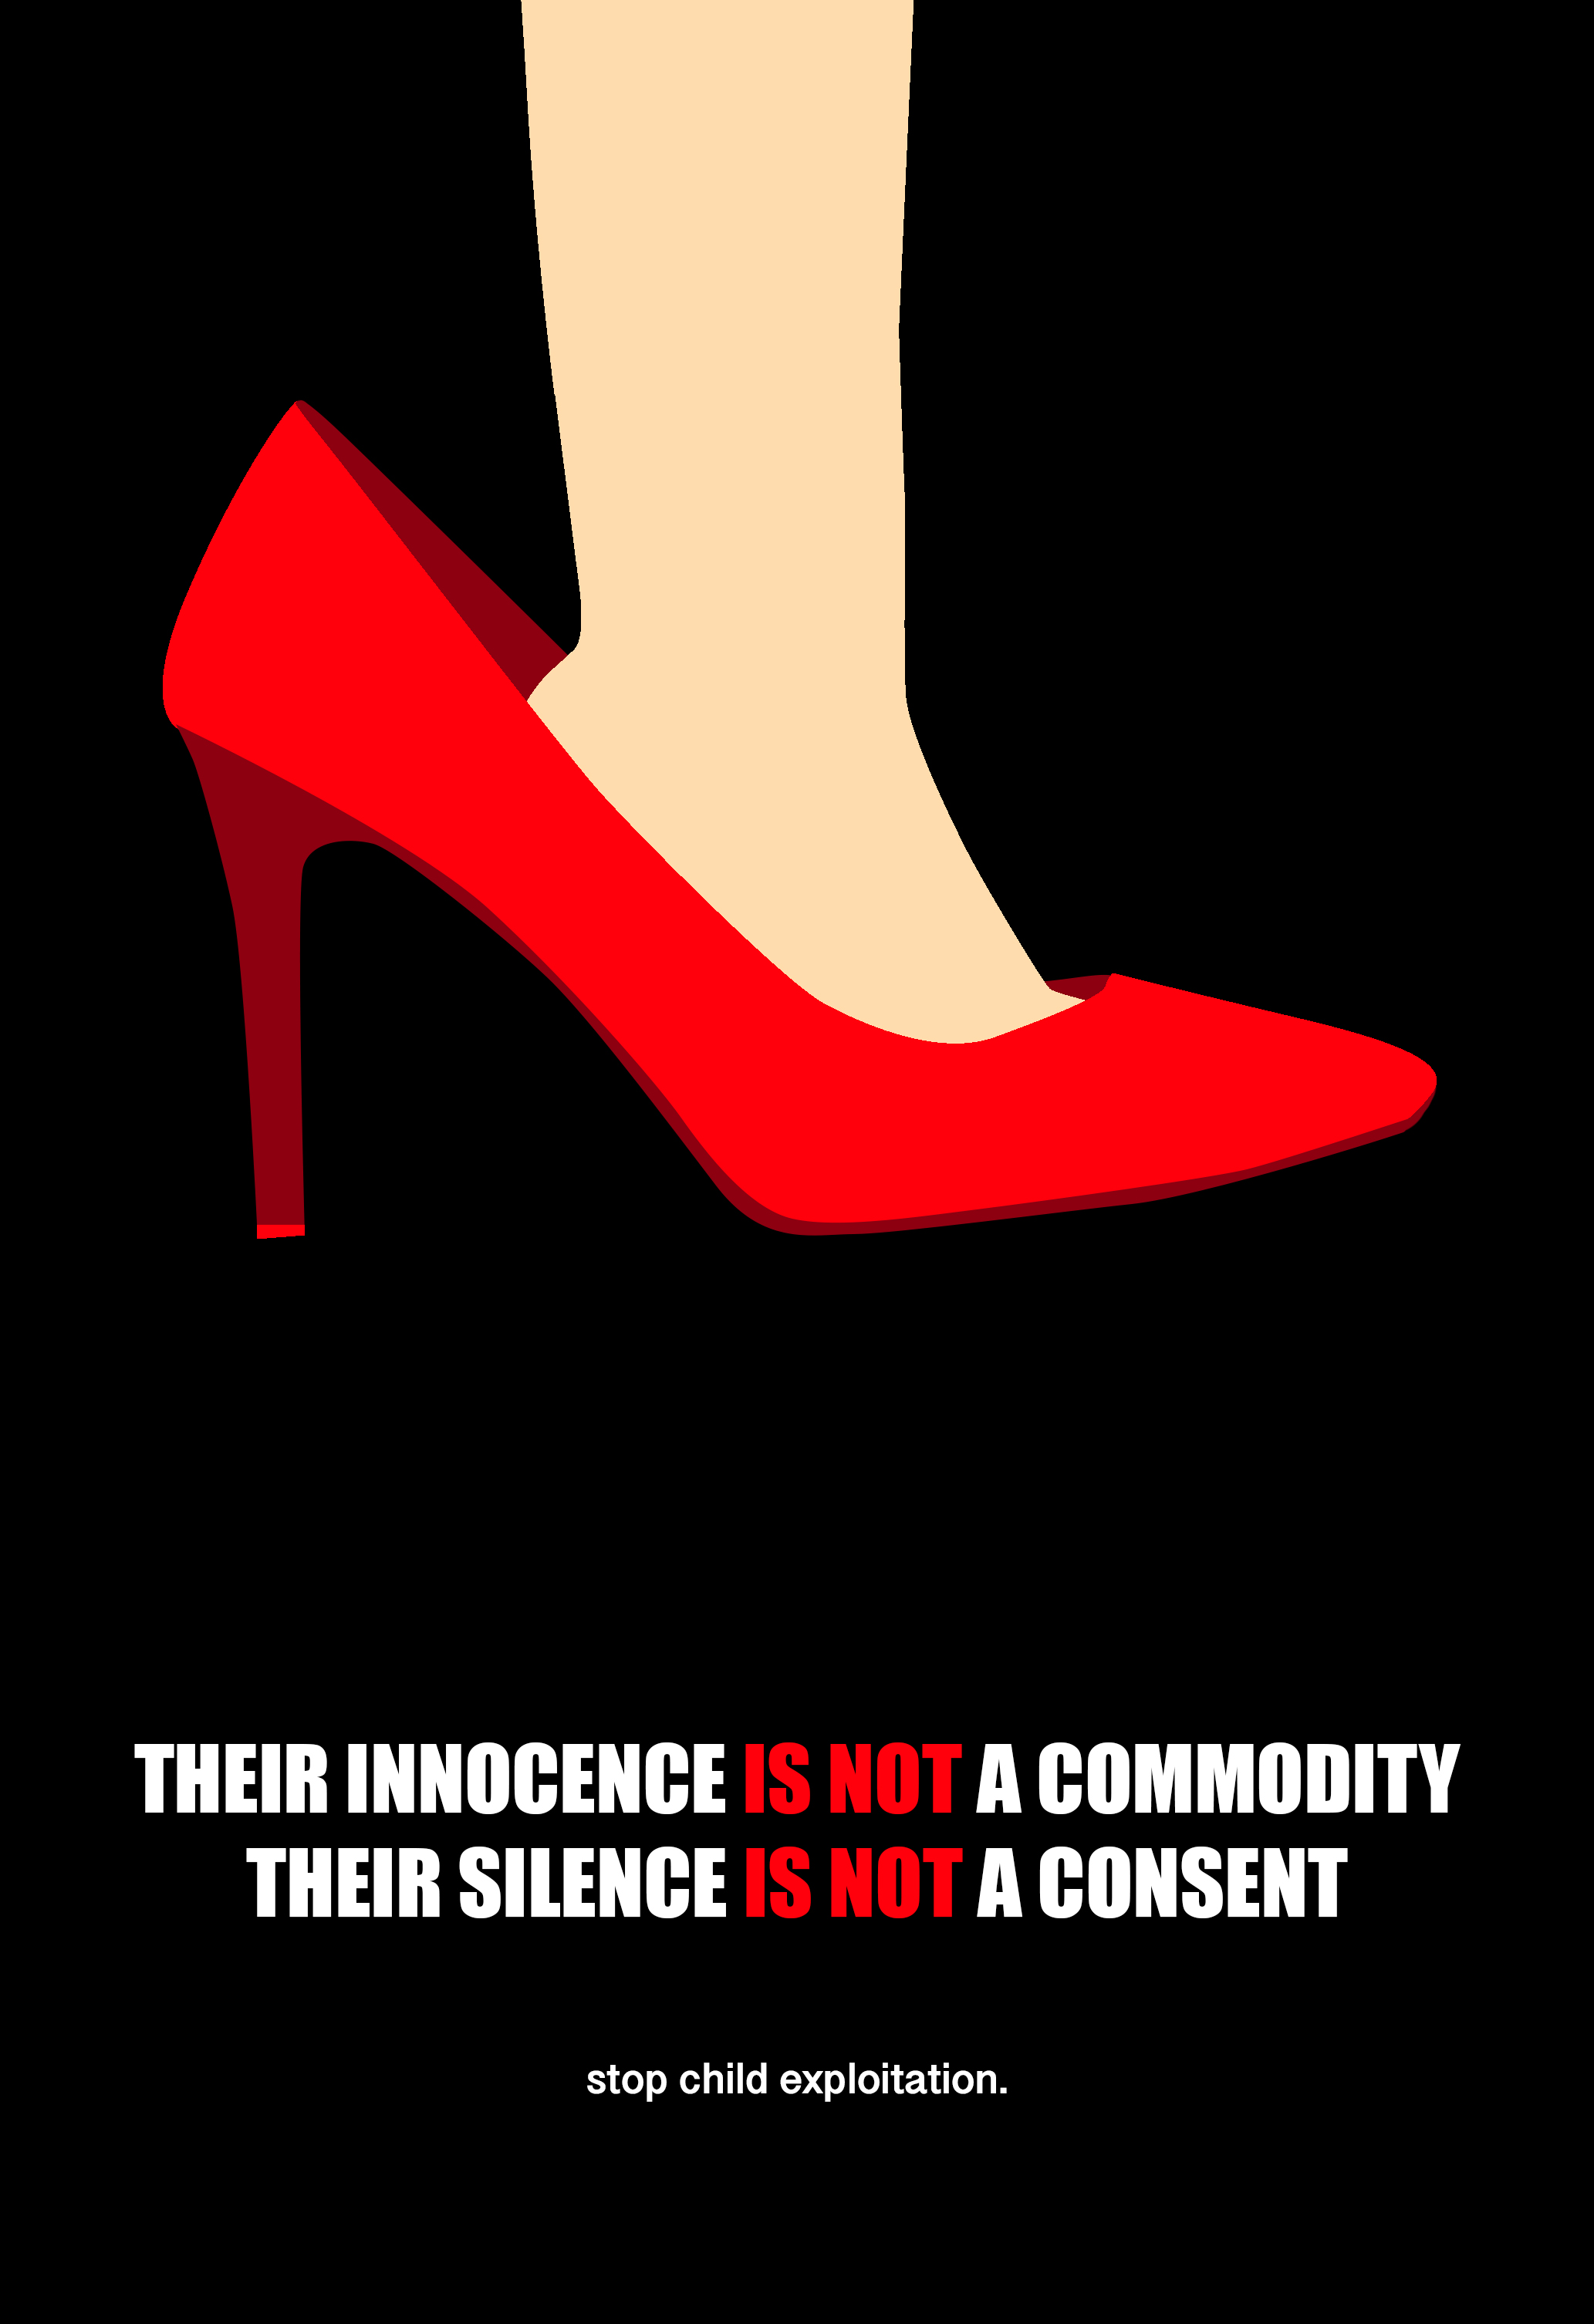 THEIR INNOCENCE IS NOT A COMMODITY
THEIR SILENCE IS NOT A CONSENT
stop child exploitation.